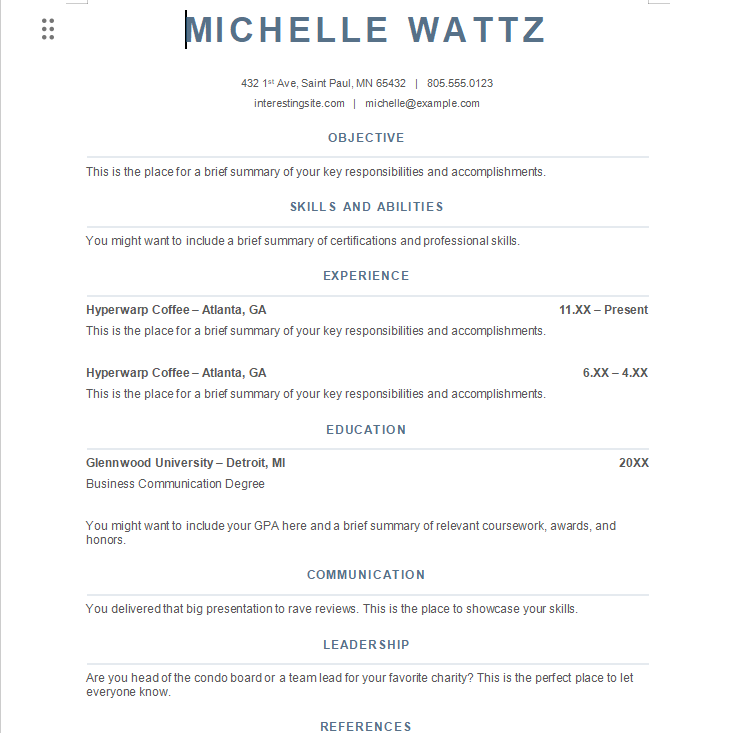 MICHELLE WATTZ
432 1st Ave, Saint Paul, MN 65432 | 805.555.0123
interestingsite.com | michelle@example.com
OBJECTIVE
This is the place for a brief summary of your key responsibilities and accomplishments.
SKILLS AND ABILITIES
You might want to include a brief summary of certifications and professional skills.
EXPERIENCE
Hyperwarp Coffee – Atlanta, GA 11.XX – Present
This is the place for a brief summary of your key responsibilities and accomplishments.
Hyperwarp Coffee – Atlanta, GA 6.XX – 4.XX
This is the place for a brief summary of your key responsibilities and accomplishments.
EDUCATION
Glennwood University – Detroit, MI 20XX
Business Communication Degree
You might want to include your GPA here and a brief summary of relevant coursework, awards, and
honors.
COMMUNICATION
You delivered that big presentation to rave reviews. This is the place to showcase your skills.
LEADERSHIP
Are you head of the condo board or a team lead for your favorite charity? This is the perfect place to let
everyone know.
REFERENCES